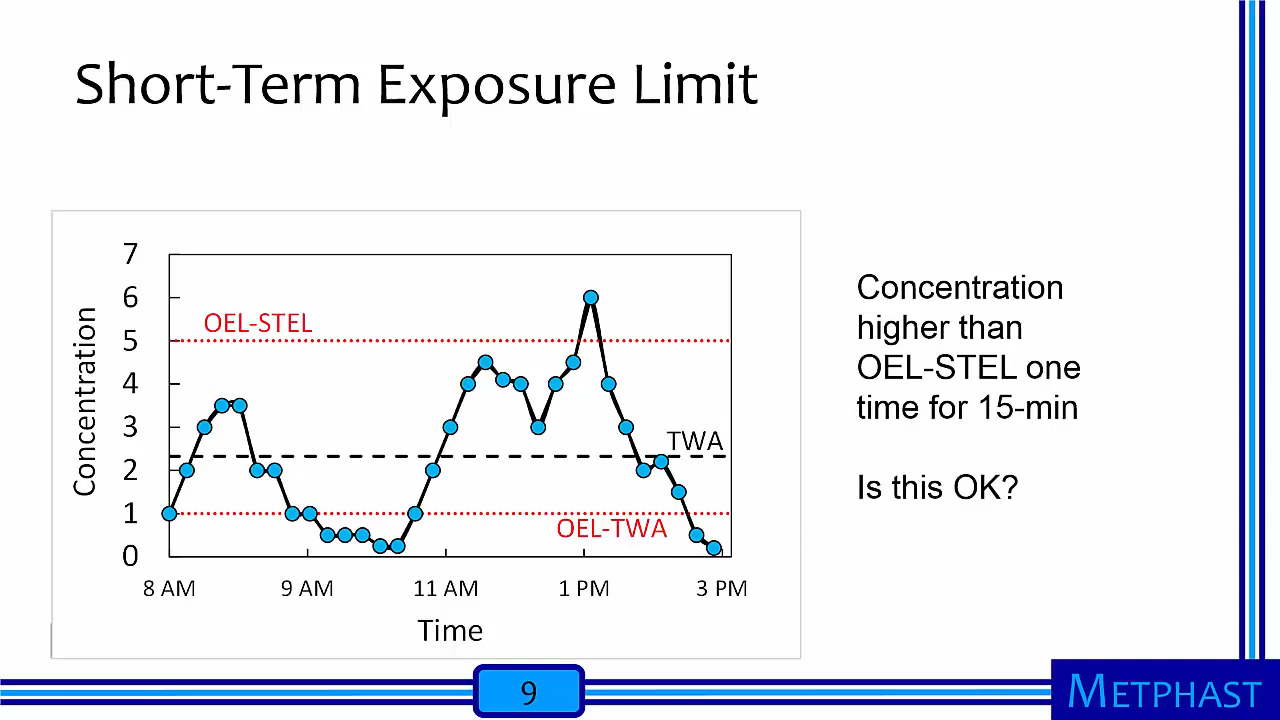 Short-Term Exposure Limit
7
6
5
4
3
2
1
0
Concentration
OEL-STEL
TWA
OEL-TWA
8 AM 9 AM 11 AM 1 PM 3 PM
Time
Concentration
higher than
OEL-STEL one
time for 15-min
Is this OK?
9
METPHAST